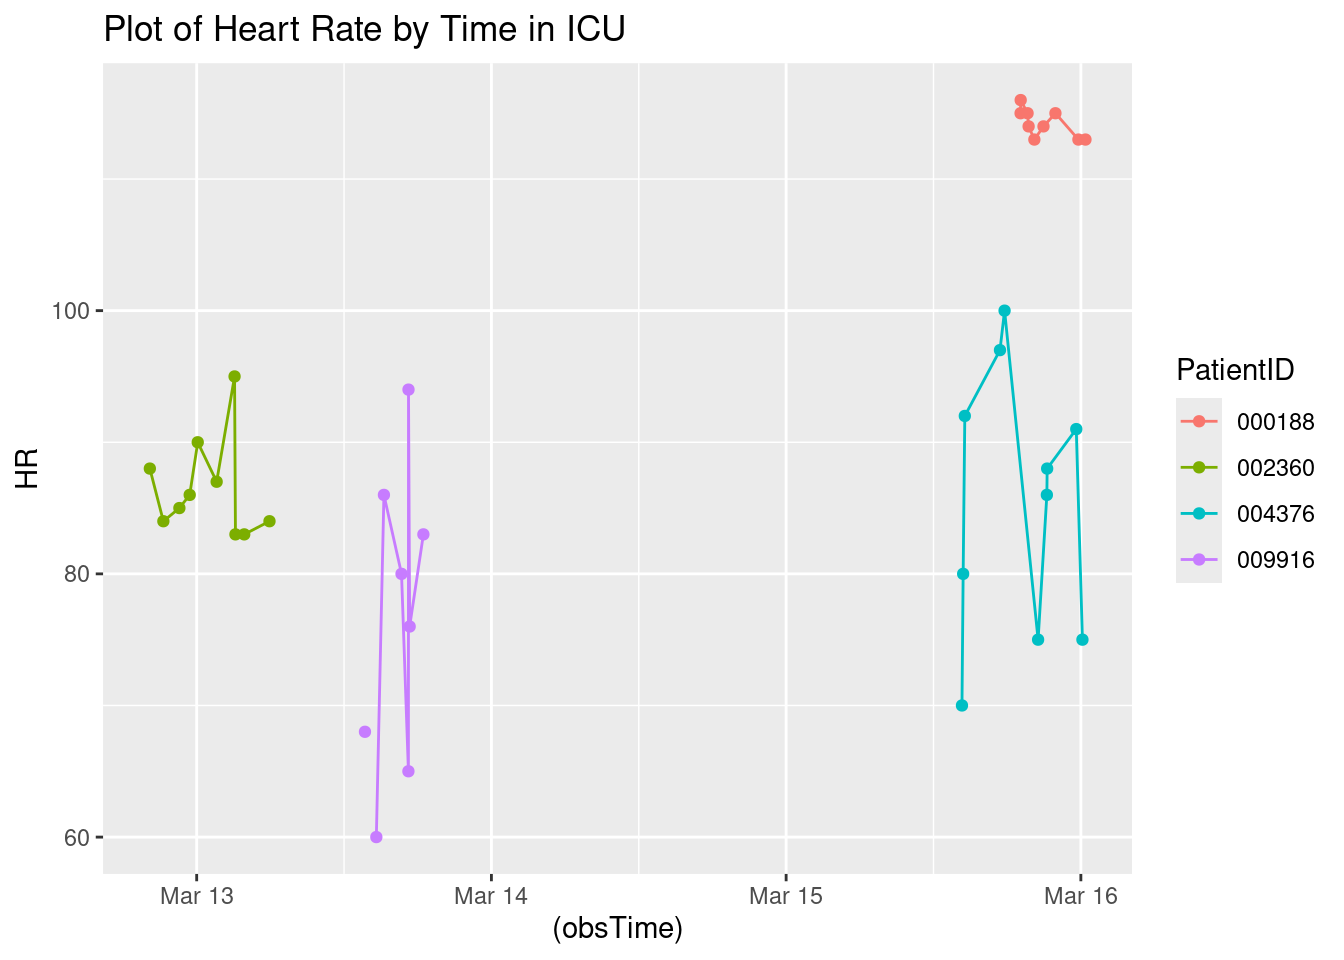 Plot of Heart Rate by Time in ICU
HR
100
80
60
Mar 13 Mar 14 Mar 15 Mar 16
(obsTime)
PatientID
000188
002360
004376
009916